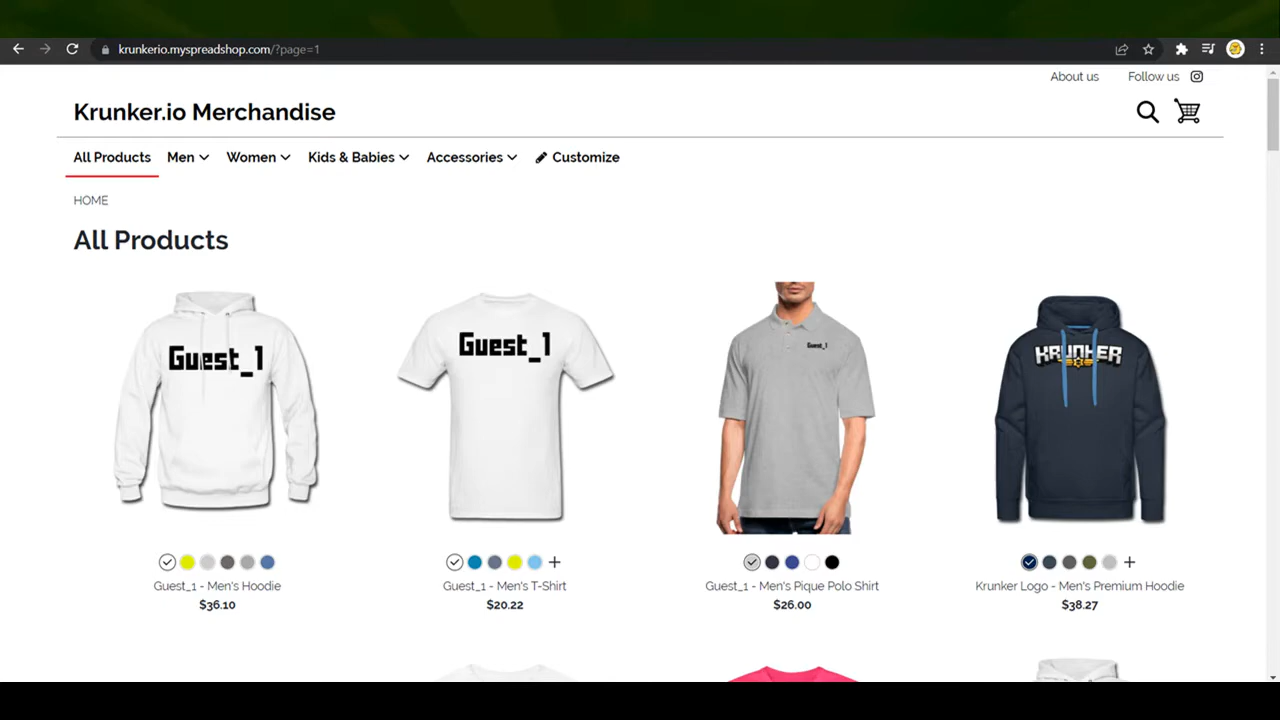 krunkerio.myspreadshop.com/?page=1
About us Follow us
Krunker.io Merchandise
All Products Men Women Kids & Babies Accessories Customize
HOME
All Products
Guest_1
Guest_1
Guest_1
KRUNKER
Guest_1 - Men's Hoodie
$36.10
Guest_1 - Men's T-Shirt
$20.22
Guest_1 - Men's Pique Polo Shirt
$26.00
Krunker Logo - Men's Premium Hoodie
$38.27